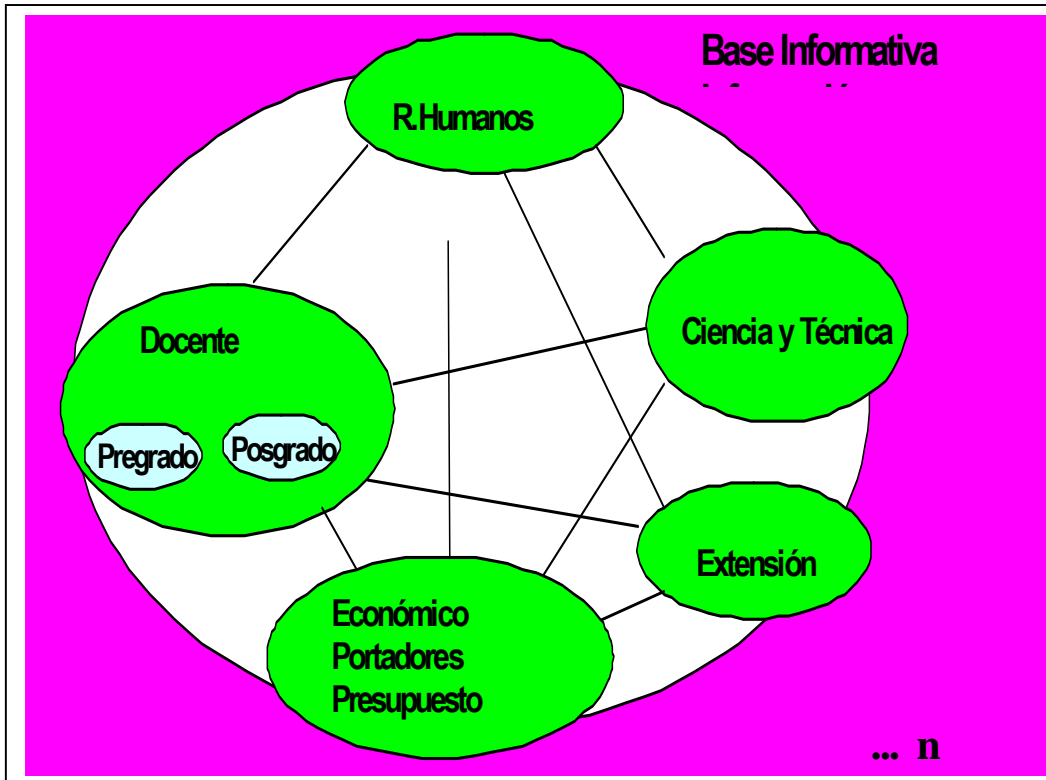 Base Informativa
R.Humanos
Docente
Ciencia y Técnica
Pregrado
Posgrado
Extensión
Económico
Portadores
Presupuesto
... n